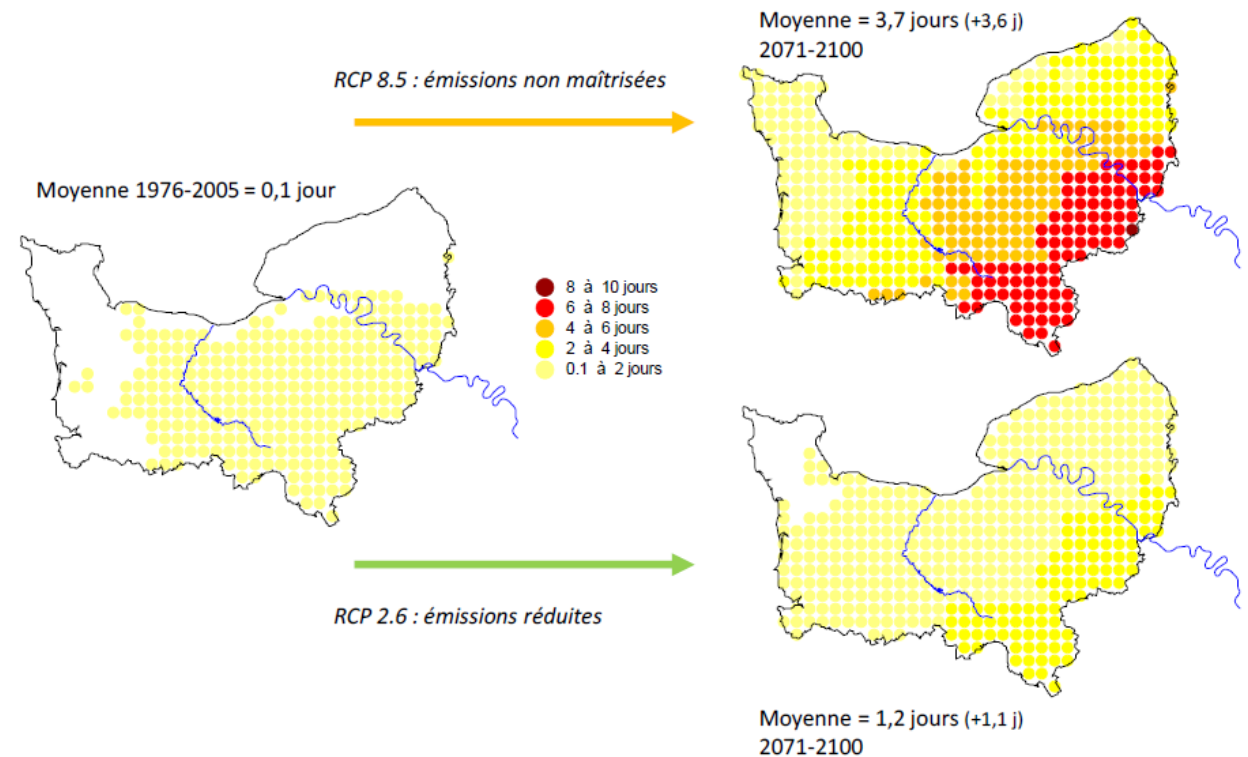 Moyenne = 3,7 jours (+3,6 j)
2071-2100
RCP 8.5 : émissions non maîtrisées
Moyenne 1976-2005 = 0,1 jour
8 à 10 jours
6 à 8 jours
4 à 6 jours
2 à 4 jours
0.1 à 2 jours
RCP 2.6 : émissions réduites
Moyenne = 1,2 jours (+1,1 j)
2071-2100